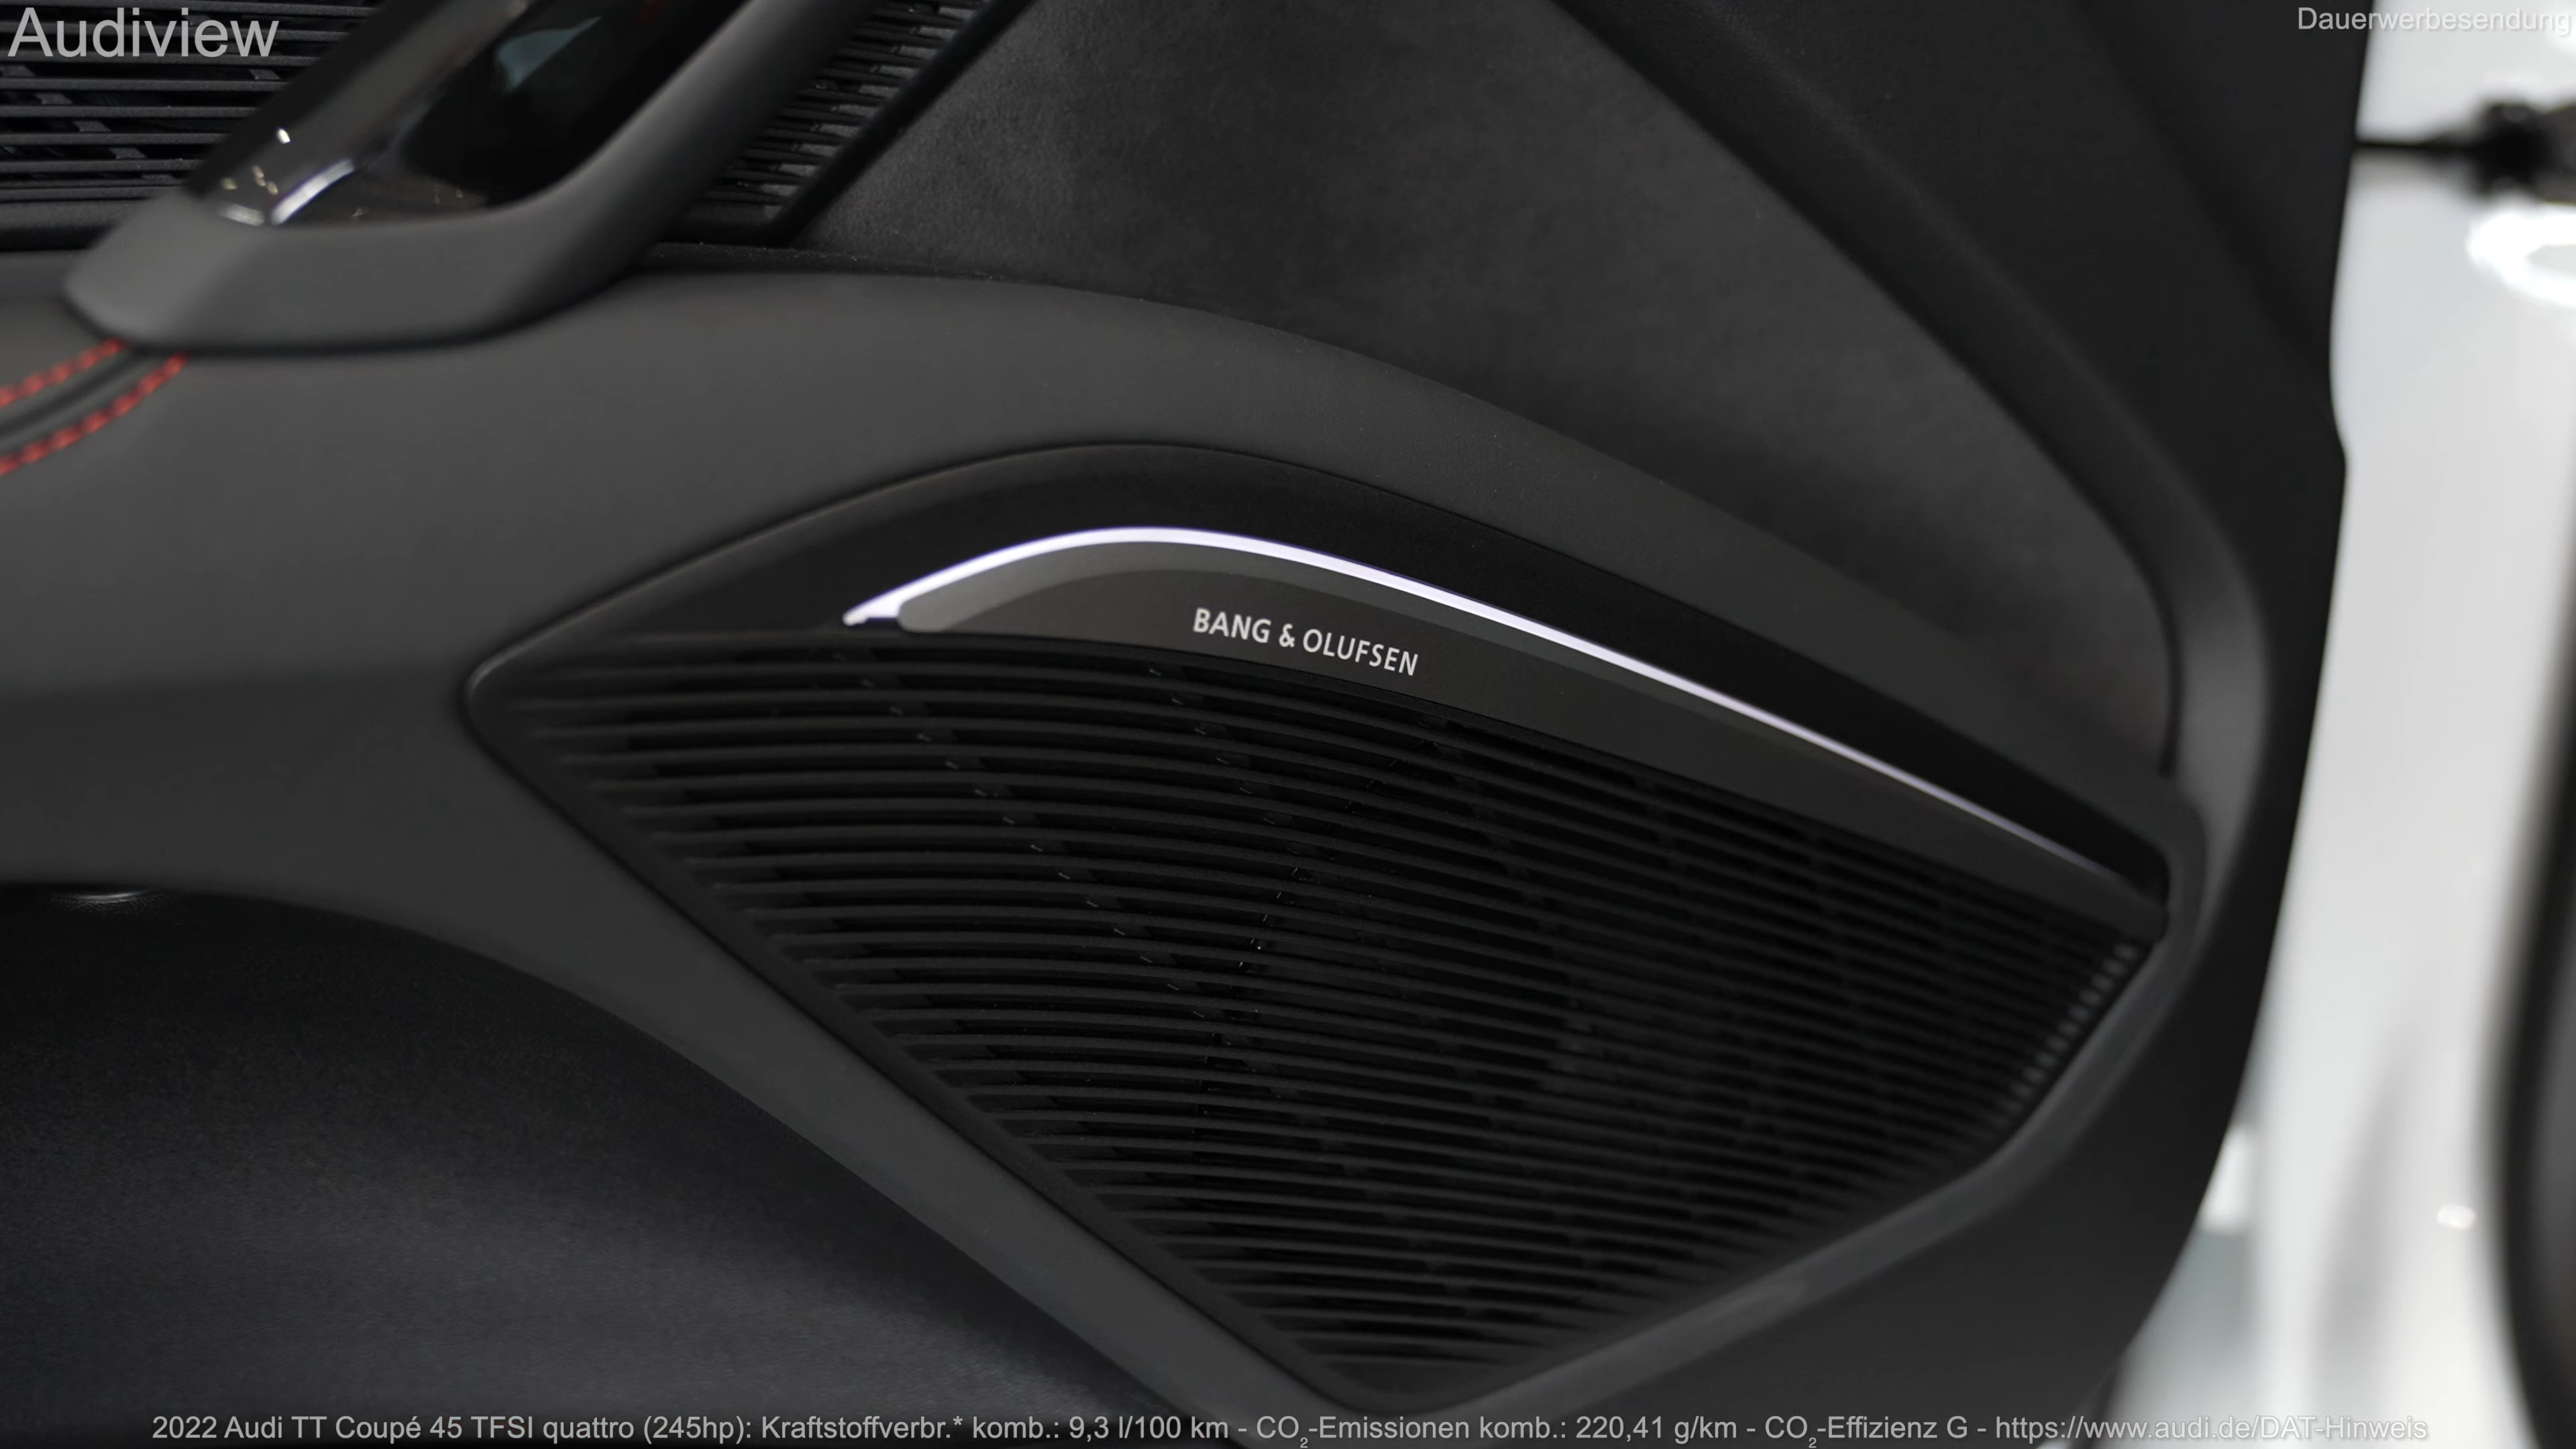 Audiview
Dauerwerbesendung
BANG & OLUFSEN
2022 Audi TT Coupé 45 TFSI quattro (245hp): Kraftstoffverbr.* komb.: 9,3 l/100 km - CO₂-Emissionen komb.: 220,41 g/km - CO₂-Effizienz G - https://www.audi.de/DAT-Hinweis